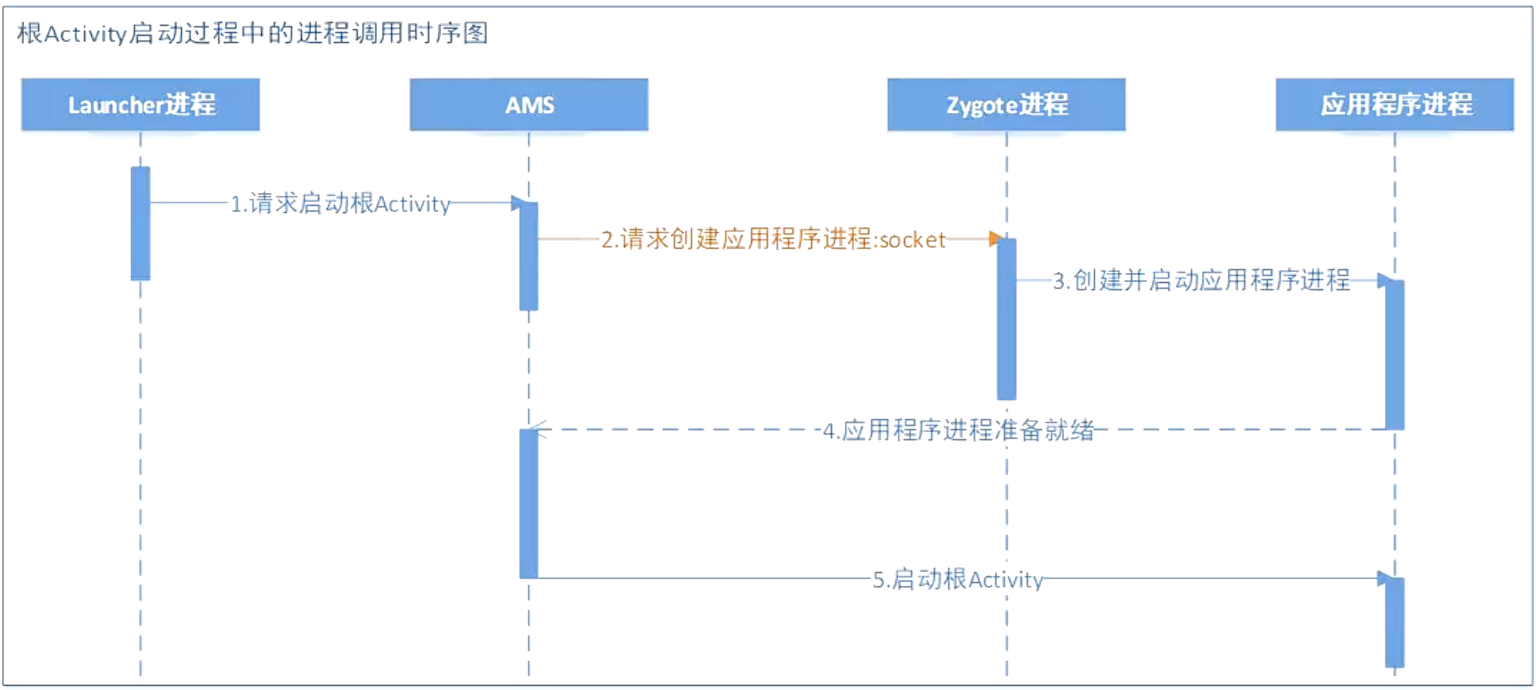 根Activity启动过程中的进程调用时序图
Launcher进程
AMS
Zygote进程
应用程序进程
1.请求启动根Activity
2.请求创建应用程序进程:socket
3.创建并启动应用程序进程
4.应用程序进程准备就绪
5.启动根Activity